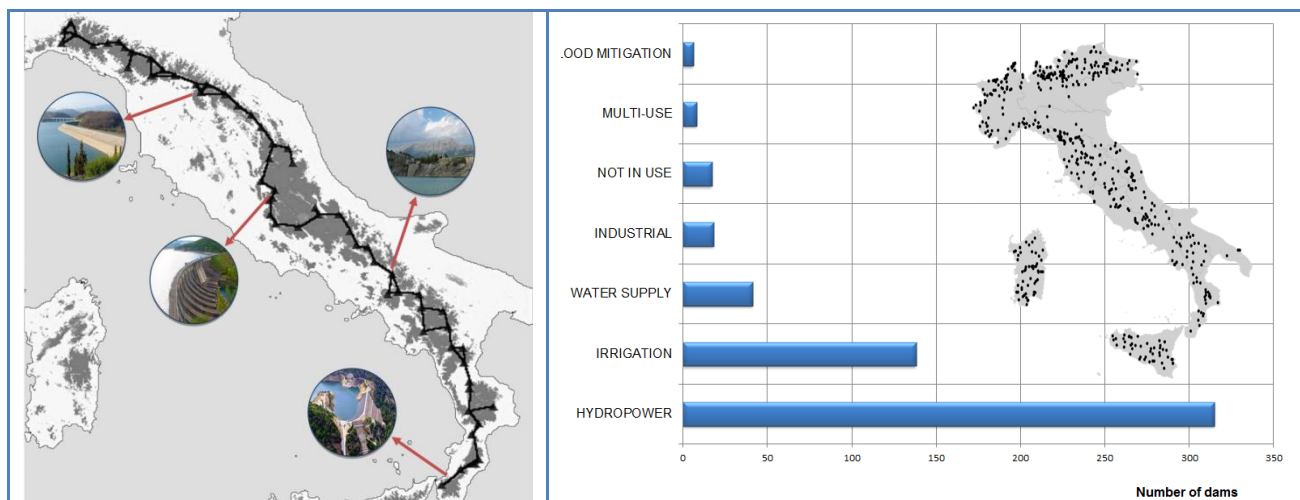 .OOD MITIGATION
MULTI-USE
NOT IN USE
INDUSTRIAL
WATER SUPPLY
IRRIGATION
HYDROPOWER
0 50 100 150 200 250 300 350
Number of dams